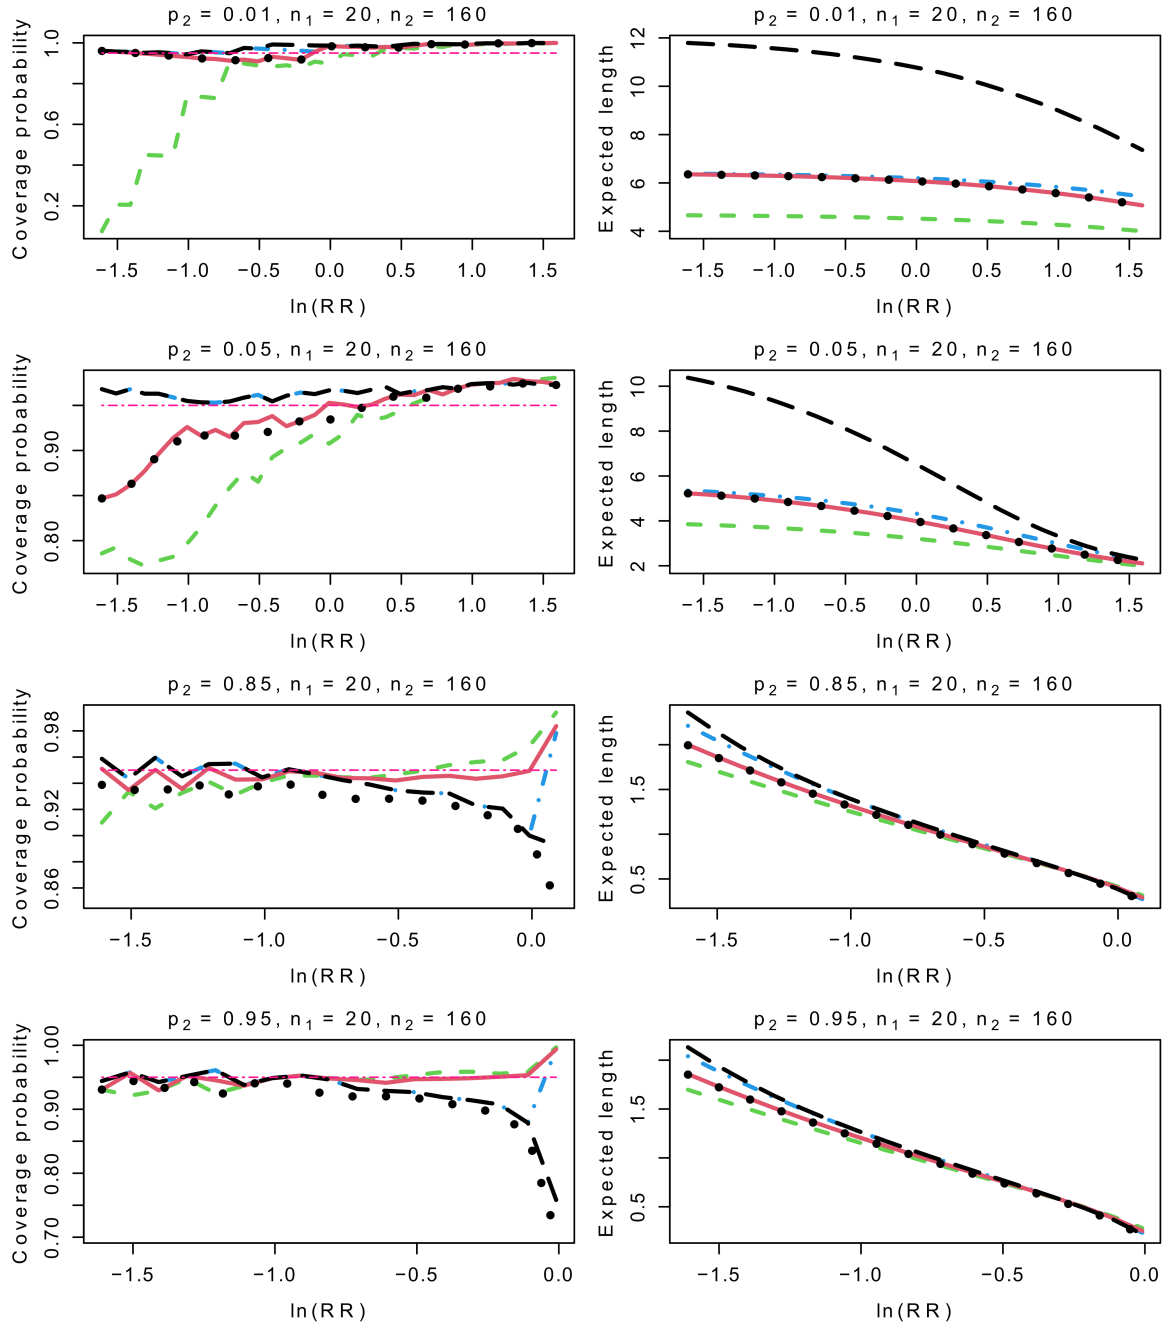 p2 = 0.01, n1 = 20, n2 = 160
Coverage probability
0.2 0.6 1.0
−1.5 −1.0 −0.5 0.0 0.5 1.0 1.5
ln(RR)
p2 = 0.01, n1 = 20, n2 = 160
Expected length
4 6 8 10 12
−1.5 −1.0 −0.5 0.0 0.5 1.0 1.5
ln(RR)
p2 = 0.05, n1 = 20, n2 = 160
Coverage probability
0.80 0.90
−1.5 −1.0 −0.5 0.0 0.5 1.0 1.5
ln(RR)
p2 = 0.05, n1 = 20, n2 = 160
Expected length
2 4 6 8 10
−1.5 −1.0 −0.5 0.0 0.5 1.0 1.5
ln(RR)
p2 = 0.85, n1 = 20, n2 = 160
Coverage probability
0.86 0.92 0.98
−1.5 −1.0 −0.5 0.0
ln(RR)
p2 = 0.85, n1 = 20, n2 = 160
Expected length
0.5 1.5
−1.5 −1.0 −0.5 0.0
ln(RR)
p2 = 0.95, n1 = 20, n2 = 160
Coverage probability
0.70 0.80 0.90 1.00
−1.5 −1.0 −0.5 0.0
ln(RR)
p2 = 0.95, n1 = 20, n2 = 160
Expected length
0.5 1.5
−1.5 −1.0 −0.5 0.0
ln(RR)